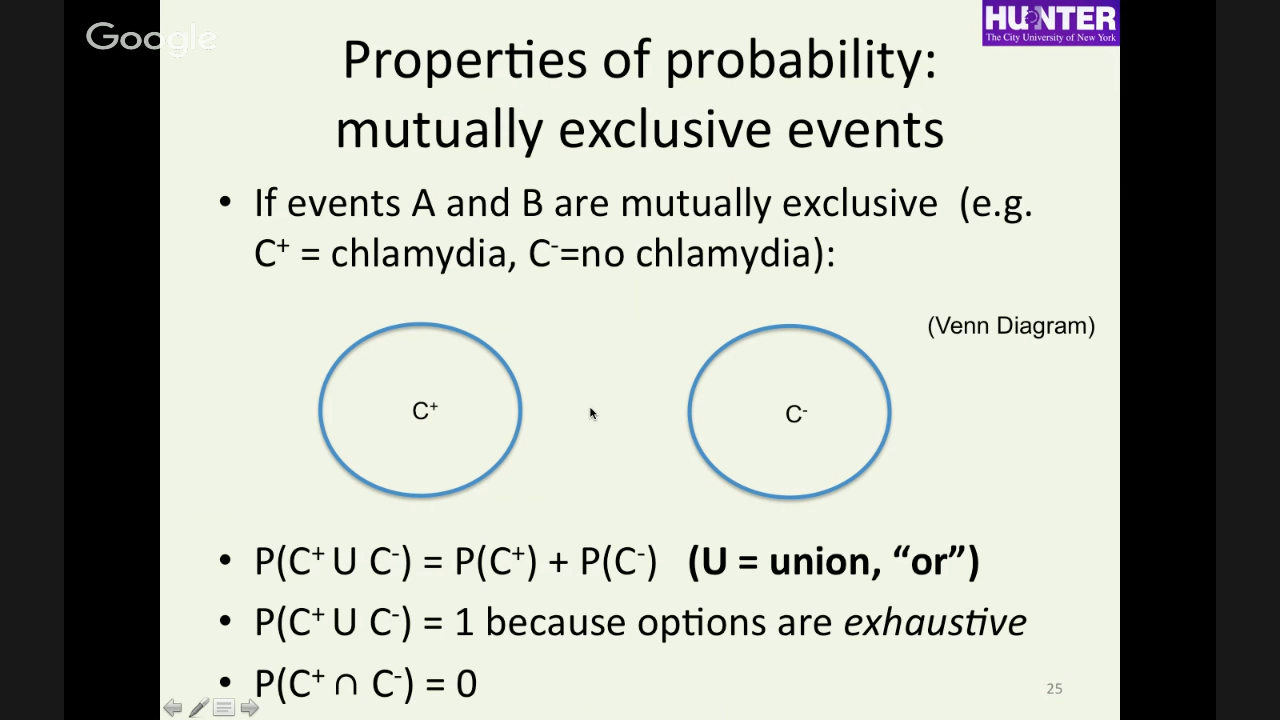 Google
HUNTER
The City University of New York
Properties of probability:
mutually exclusive events
• If events A and B are mutually exclusive (e.g.
C⁺ = chlamydia, C⁻=no chlamydia):
(Venn Diagram)
C⁺
C⁻
• P(C⁺ U C⁻) = P(C⁺) + P(C⁻) (U = union, “or”)
• P(C⁺ U C⁻) = 1 because options are exhaustive
• P(C⁺ ∩ C⁻) = 0
25